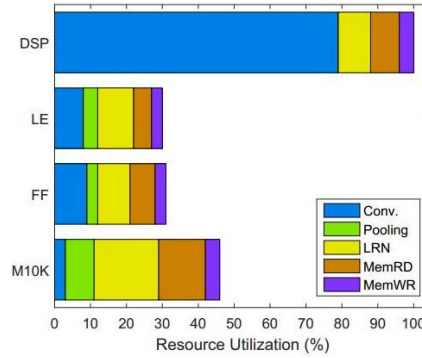 DSP
LE
FF
M10K
Conv.
Pooling
LRN
MemRD
MemWR
0 10 20 30 40 50 60 70 80 90 100
Resource Utilization (%)